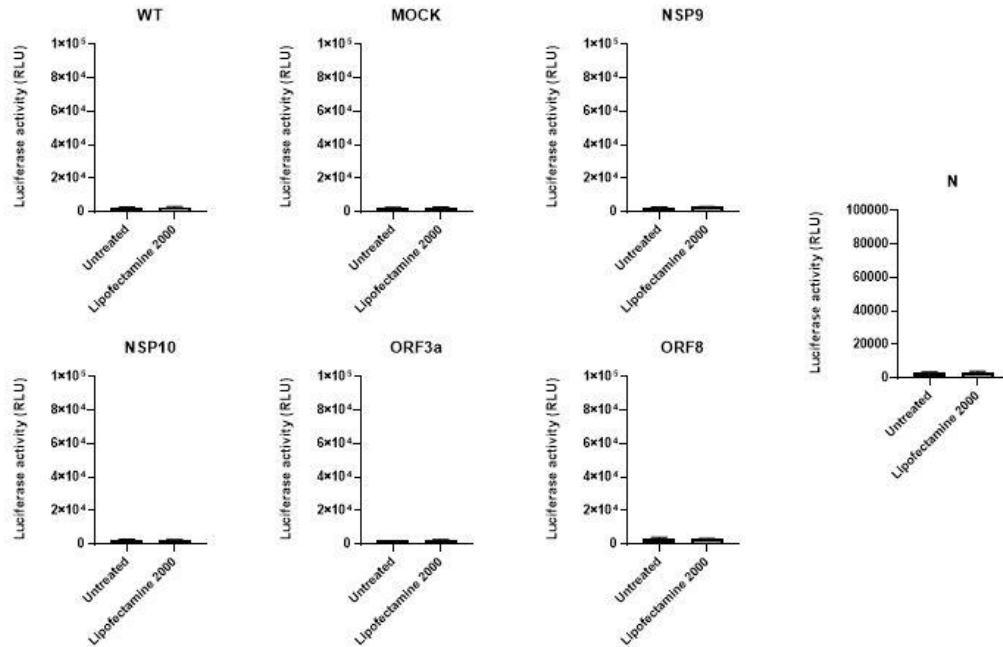 WT
Luciferase activity (RLU)
1×10⁵
8×10⁴
6×10⁴
4×10⁴
2×10⁴
0
Untreated
Lipofectamine 2000
MOCK
Luciferase activity (RLU)
1×10⁵
8×10⁴
6×10⁴
4×10⁴
2×10⁴
0
Untreated
Lipofectamine 2000
NSP9
Luciferase activity (RLU)
1×10⁵
8×10⁴
6×10⁴
4×10⁴
2×10⁴
0
Untreated
Lipofectamine 2000
N
Luciferase activity (RLU)
100000
80000
60000
40000
20000
0
Untreated
Lipofectamine 2000
NSP10
Luciferase activity (RLU)
1×10⁵
8×10⁴
6×10⁴
4×10⁴
2×10⁴
0
Untreated
Lipofectamine 2000
ORF3a
Luciferase activity (RLU)
1×10⁵
8×10⁴
6×10⁴
4×10⁴
2×10⁴
0
Untreated
Lipofectamine 2000
ORF8
Luciferase activity (RLU)
1×10⁵
8×10⁴
6×10⁴
4×10⁴
2×10⁴
0
Untreated
Lipofectamine 2000